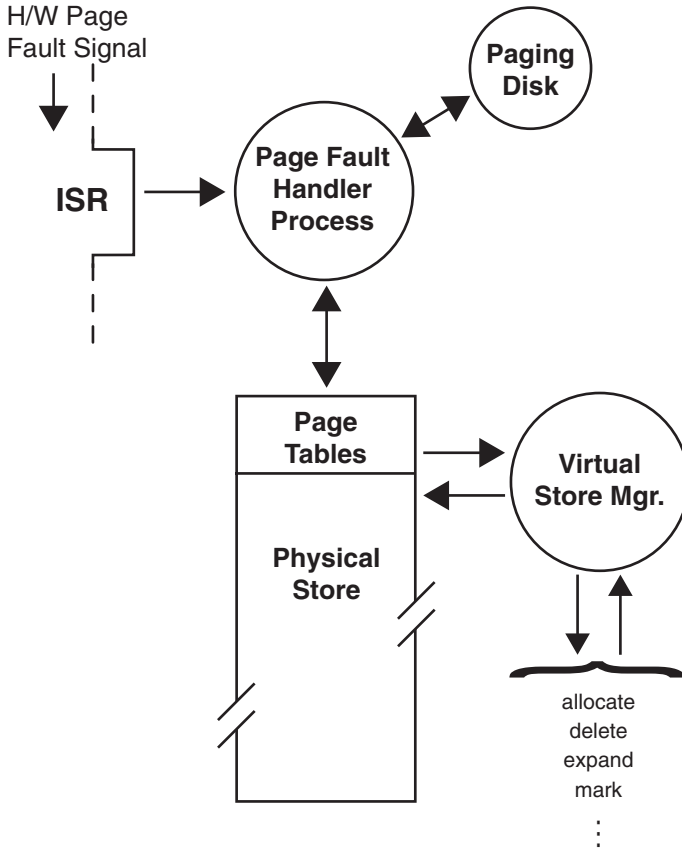 H/W Page
Fault Signal
Paging
Disk
Page Fault
Handler
Process
ISR
Page
Tables
Virtual
Store Mgr.
Physical
Store
allocate
delete
expand
mark
⋮